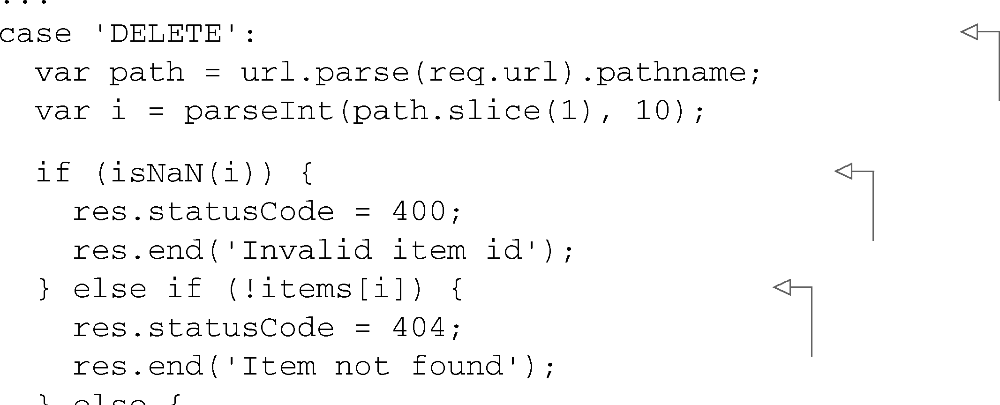 ...
case 'DELETE':
  var path = url.parse(req.url).pathname;
  var i = parseInt(path.slice(1), 10);
  if (isNaN(i)) {
    res.statusCode = 400;
    res.end('Invalid item id');
  } else if (!items[i]) {
    res.statusCode = 404;
    res.end('Item not found');
  } else {